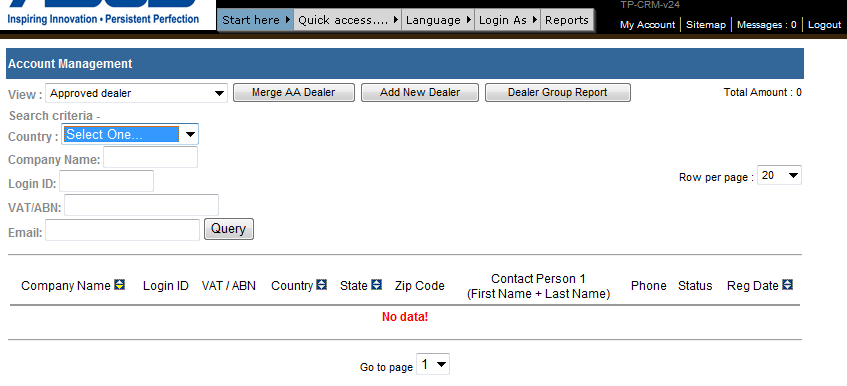 TP-CRM-v24
Inspiring Innovation • Persistent Perfection
Start here Quick access.... Language Login As Reports
My Account Sitemap Messages : 0 Logout
Account Management
View : Approved dealer Merge AA Dealer Add New Dealer Dealer Group Report Total Amount : 0
Search criteria -
Country : Select One...
Company Name:
Row per page : 20
Login ID:
VAT/ABN:
Email: Query
Company Name Login ID VAT / ABN Country State Zip Code Contact Person 1 Phone Status Reg Date
(First Name + Last Name)
No data!
Go to page 1